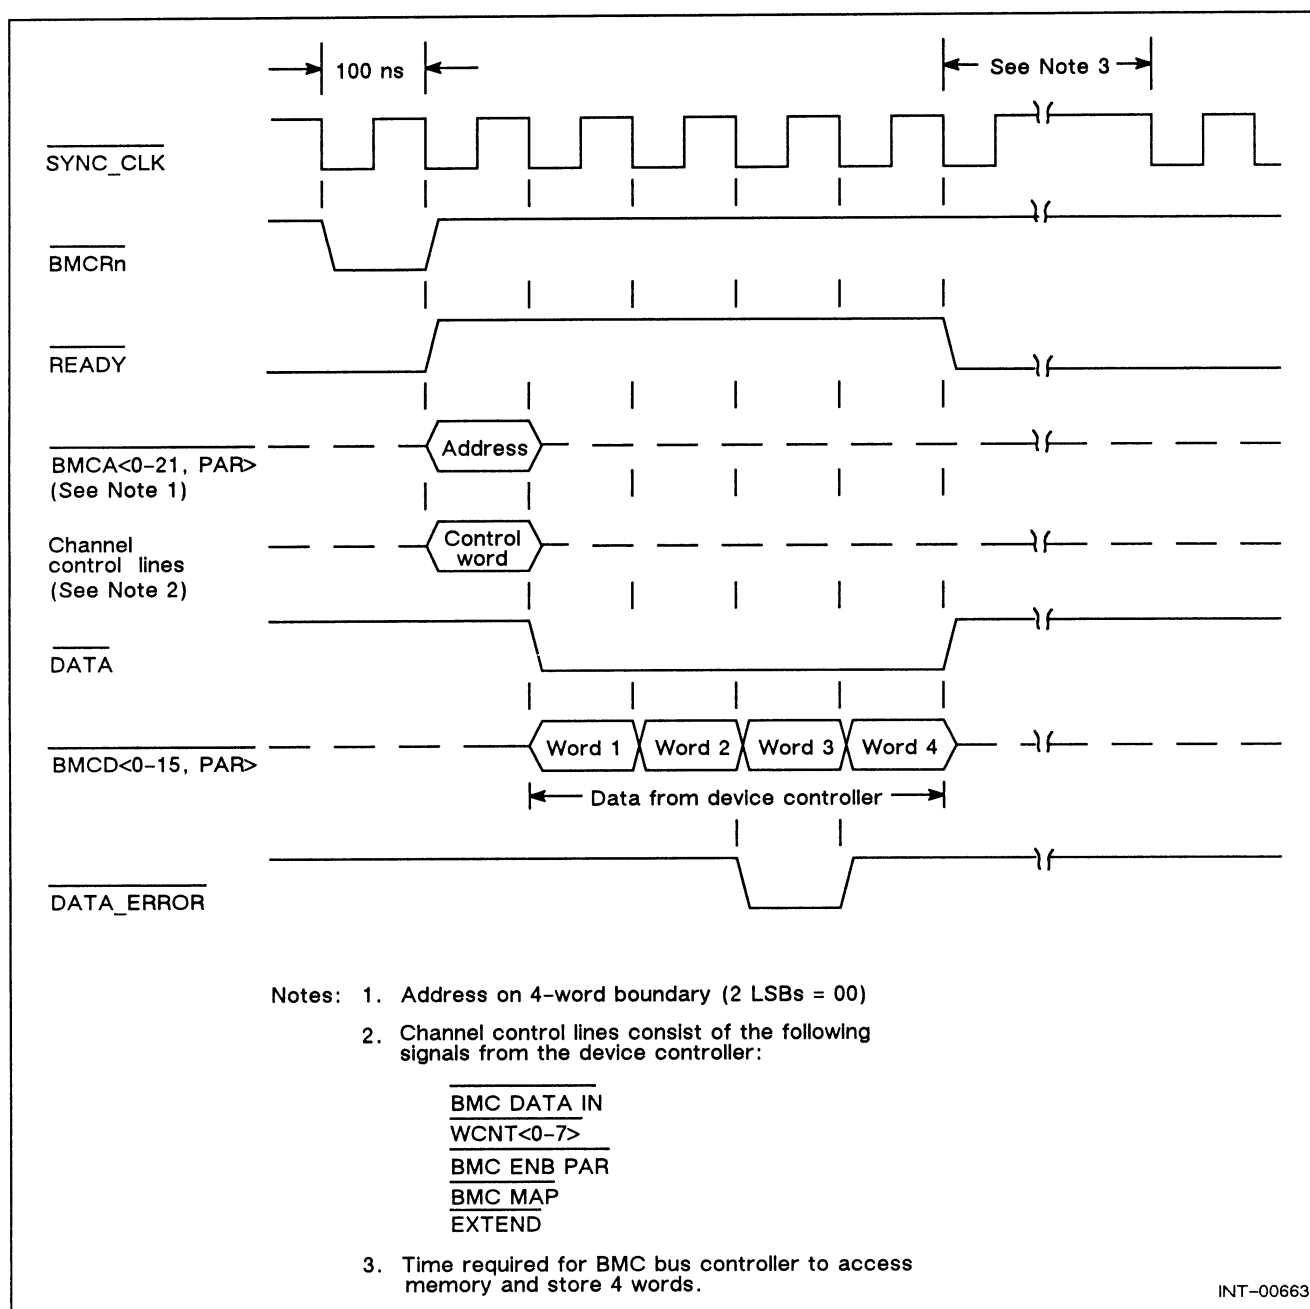 100 ns
See Note 3
SYNC_CLK
BMCRn
READY
Address
BMCA<0-21, PAR>
(See Note 1)
Control
word
Channel
control lines
(See Note 2)
DATA
Word 1 Word 2 Word 3 Word 4
BMCD<0-15, PAR>
Data from device controller
DATA_ERROR
Notes: 1. Address on 4-word boundary (2 LSBs = 00)
2. Channel control lines consist of the following
signals from the device controller:
BMC DATA IN
WCNT<0-7>
BMC ENB PAR
BMC MAP
EXTEND
3. Time required for BMC bus controller to access
memory and store 4 words.
INT-00663